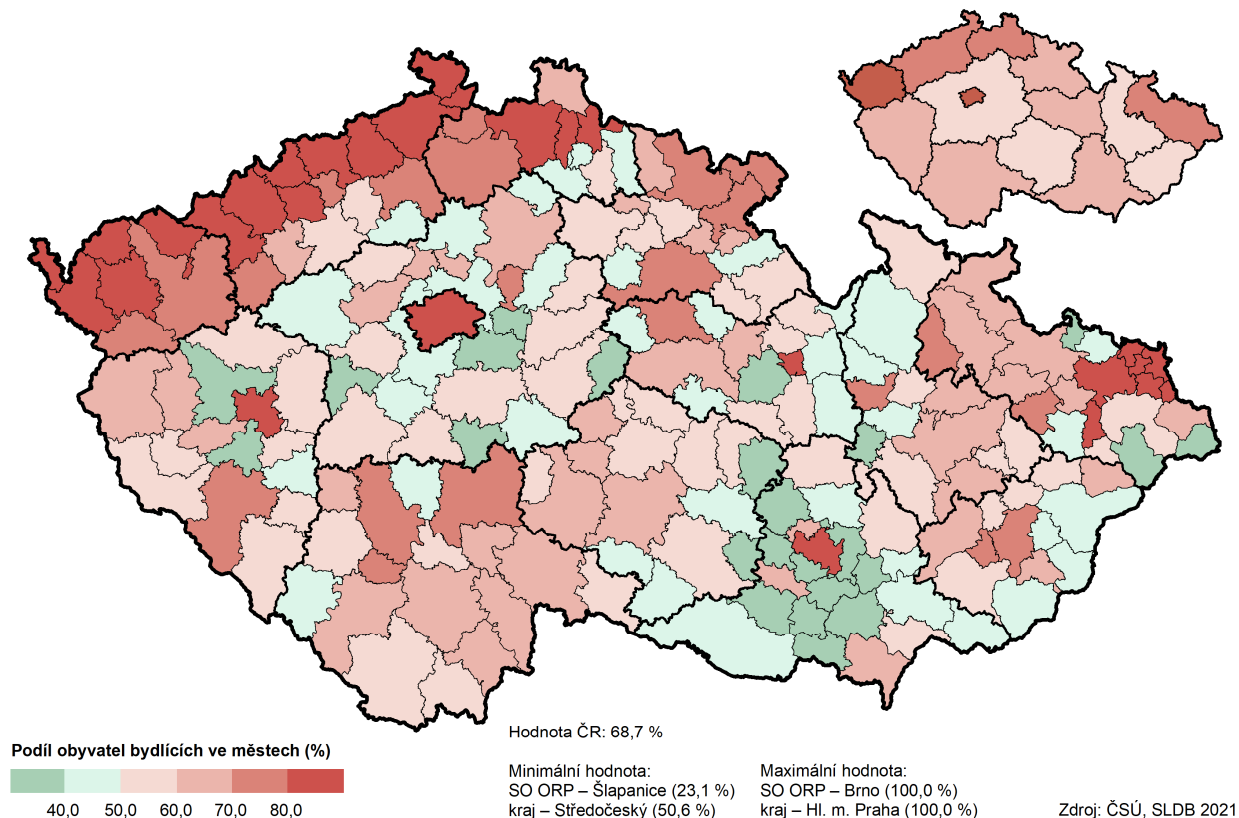 Hodnota ČR: 68,7 %
Podíl obyvatel bydlících ve městech (%)
40,0 50,0 60,0 70,0 80,0
Minimální hodnota:
SO ORP – Šlapanice (23,1 %)
kraj – Středočeský (50,6 %)
Maximální hodnota:
SO ORP – Brno (100,0 %)
kraj – Hl. m. Praha (100,0 %)
Zdroj: ČSÚ, SLDB 2021